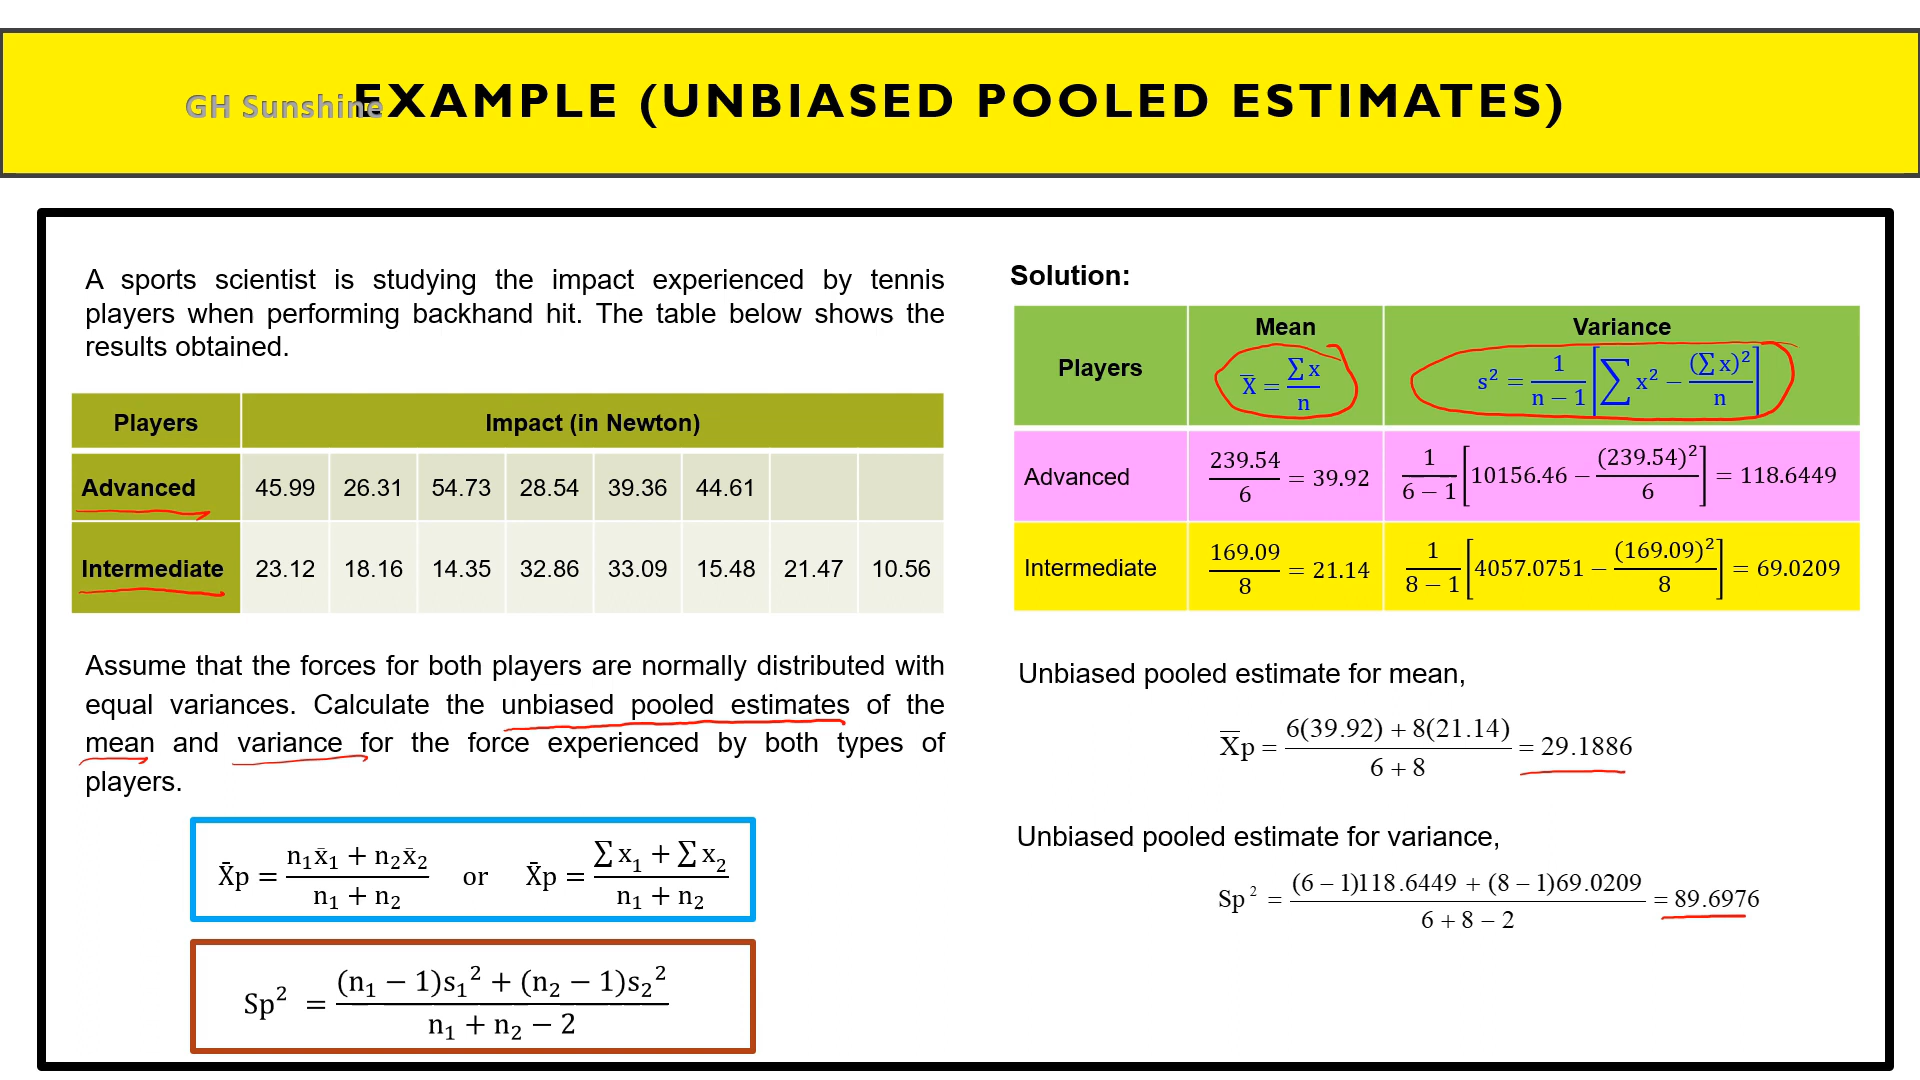 GH Sunshine
EXAMPLE (UNBIASED POOLED ESTIMATES)
A sports scientist is studying the impact experienced by tennis
players when performing backhand hit. The table below shows the
results obtained.
Players Impact (in Newton)
Advanced 45.99 26.31 54.73 28.54 39.36 44.61
Intermediate 23.12 18.16 14.35 32.86 33.09 15.48 21.47 10.56
Assume that the forces for both players are normally distributed with
equal variances. Calculate the unbiased pooled estimates of the
mean and variance for the force experienced by both types of
players.
X̄p = (n₁x̄₁ + n₂x̄₂)/(n₁ + n₂) or X̄p = (∑x₁ + ∑x₂)/(n₁ + n₂)
Sp² = ((n₁ − 1)s₁² + (n₂ − 1)s₂²)/(n₁ + n₂ − 2)
Solution:
Players Mean X̄ = ∑x/n Variance s² = 1/(n − 1) [∑x² − (∑x)²/n]
Advanced 239.54/6 = 39.92 1/(6 − 1) [10156.46 − (239.54)²/6] = 118.6449
Intermediate 169.09/8 = 21.14 1/(8 − 1) [4057.0751 − (169.09)²/8] = 69.0209
Unbiased pooled estimate for mean,
X̄p = (6(39.92) + 8(21.14))/(6 + 8) = 29.1886
Unbiased pooled estimate for variance,
Sp² = ((6 − 1)118.6449 + (8 − 1)69.0209)/(6 + 8 − 2) = 89.6976